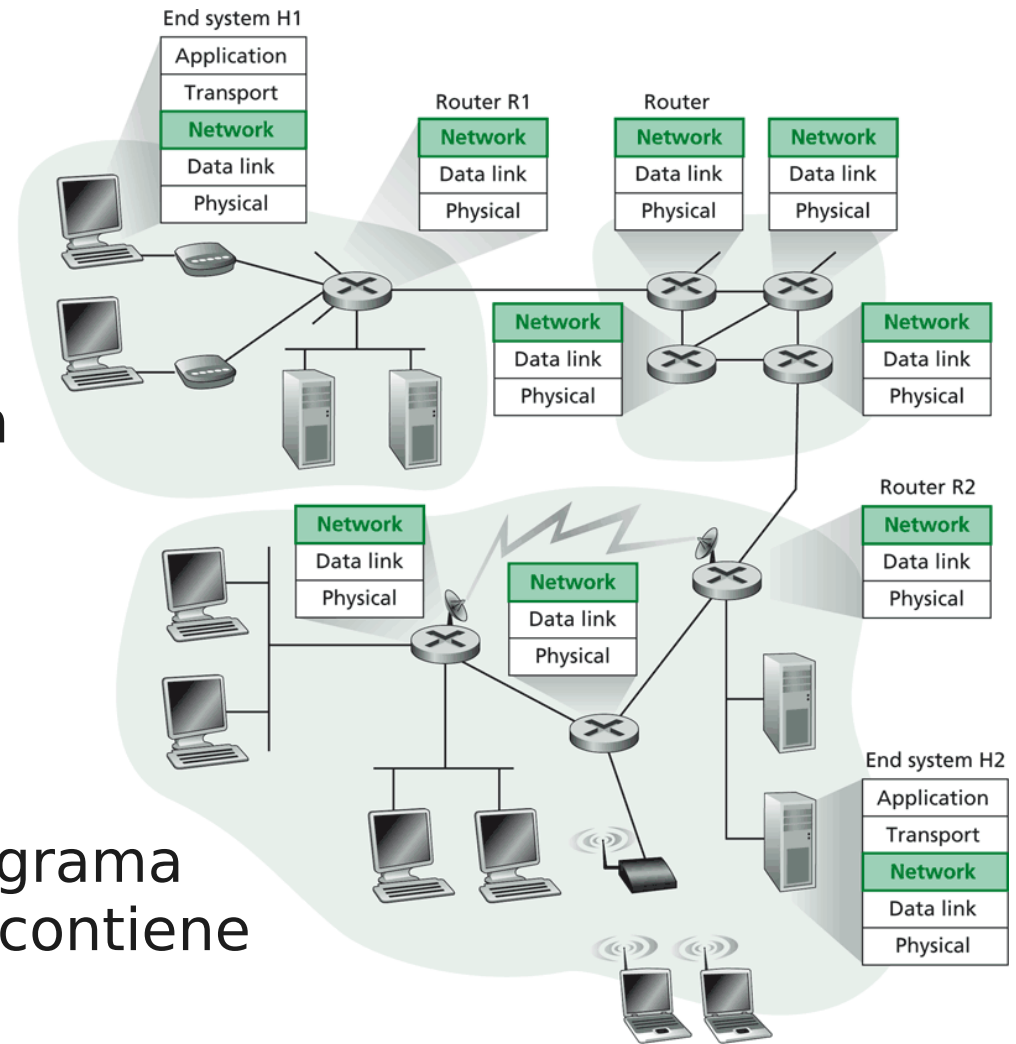 End system H1
Application
Transport
Network
Data link
Physical
Router R1
Network
Data link
Physical
Router
Network
Data link
Physical
Network
Data link
Physical
Network
Data link
Physical
Network
Data link
Physical
n
Router R2
Network
Data link
Physical
Network
Data link
Physical
Network
Data link
Physical
End system H2
Application
Transport
Network
Data link
Physical
grama
contiene